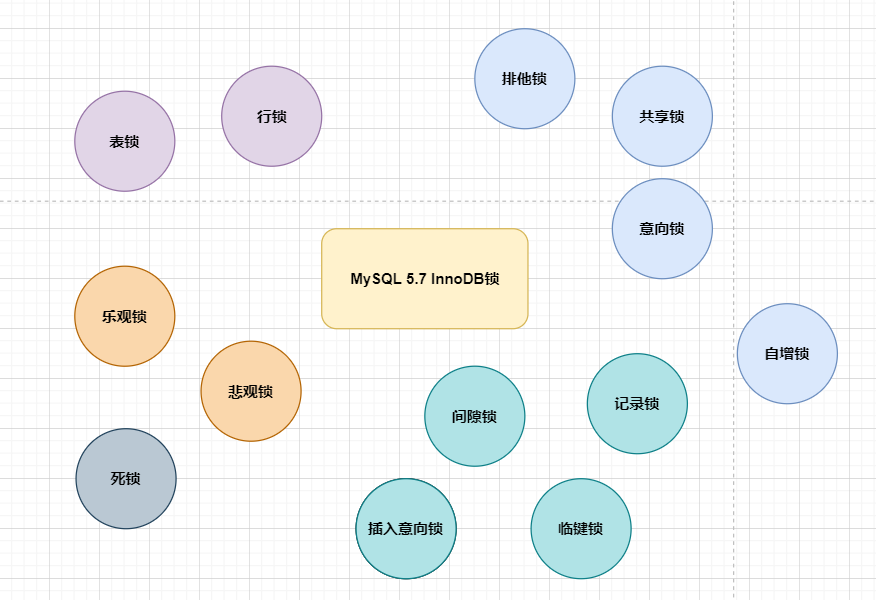 排他锁
行锁
共享锁
表锁
意向锁
MySQL 5.7 InnoDB锁
乐观锁
自增锁
悲观锁
间隙锁
记录锁
死锁
插入意向锁
临键锁